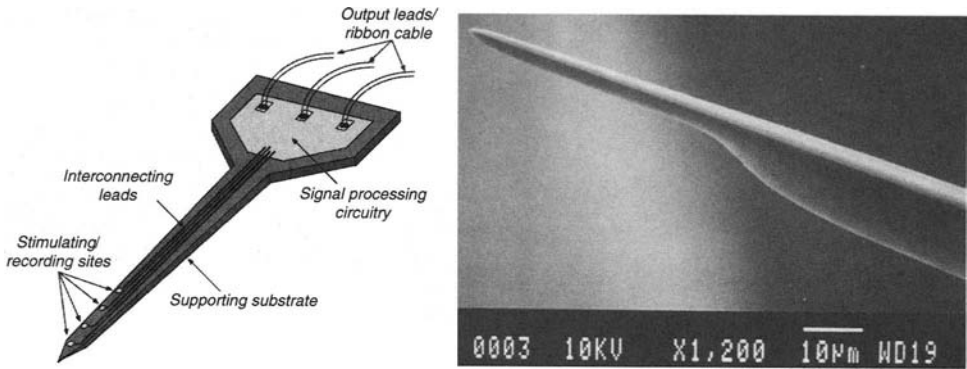 Output leads/
ribbon cable
Interconnecting
leads
Signal processing
circuitry
Stimulating/
recording sites
Supporting substrate
0003 10KV X1,200 10µm WD19